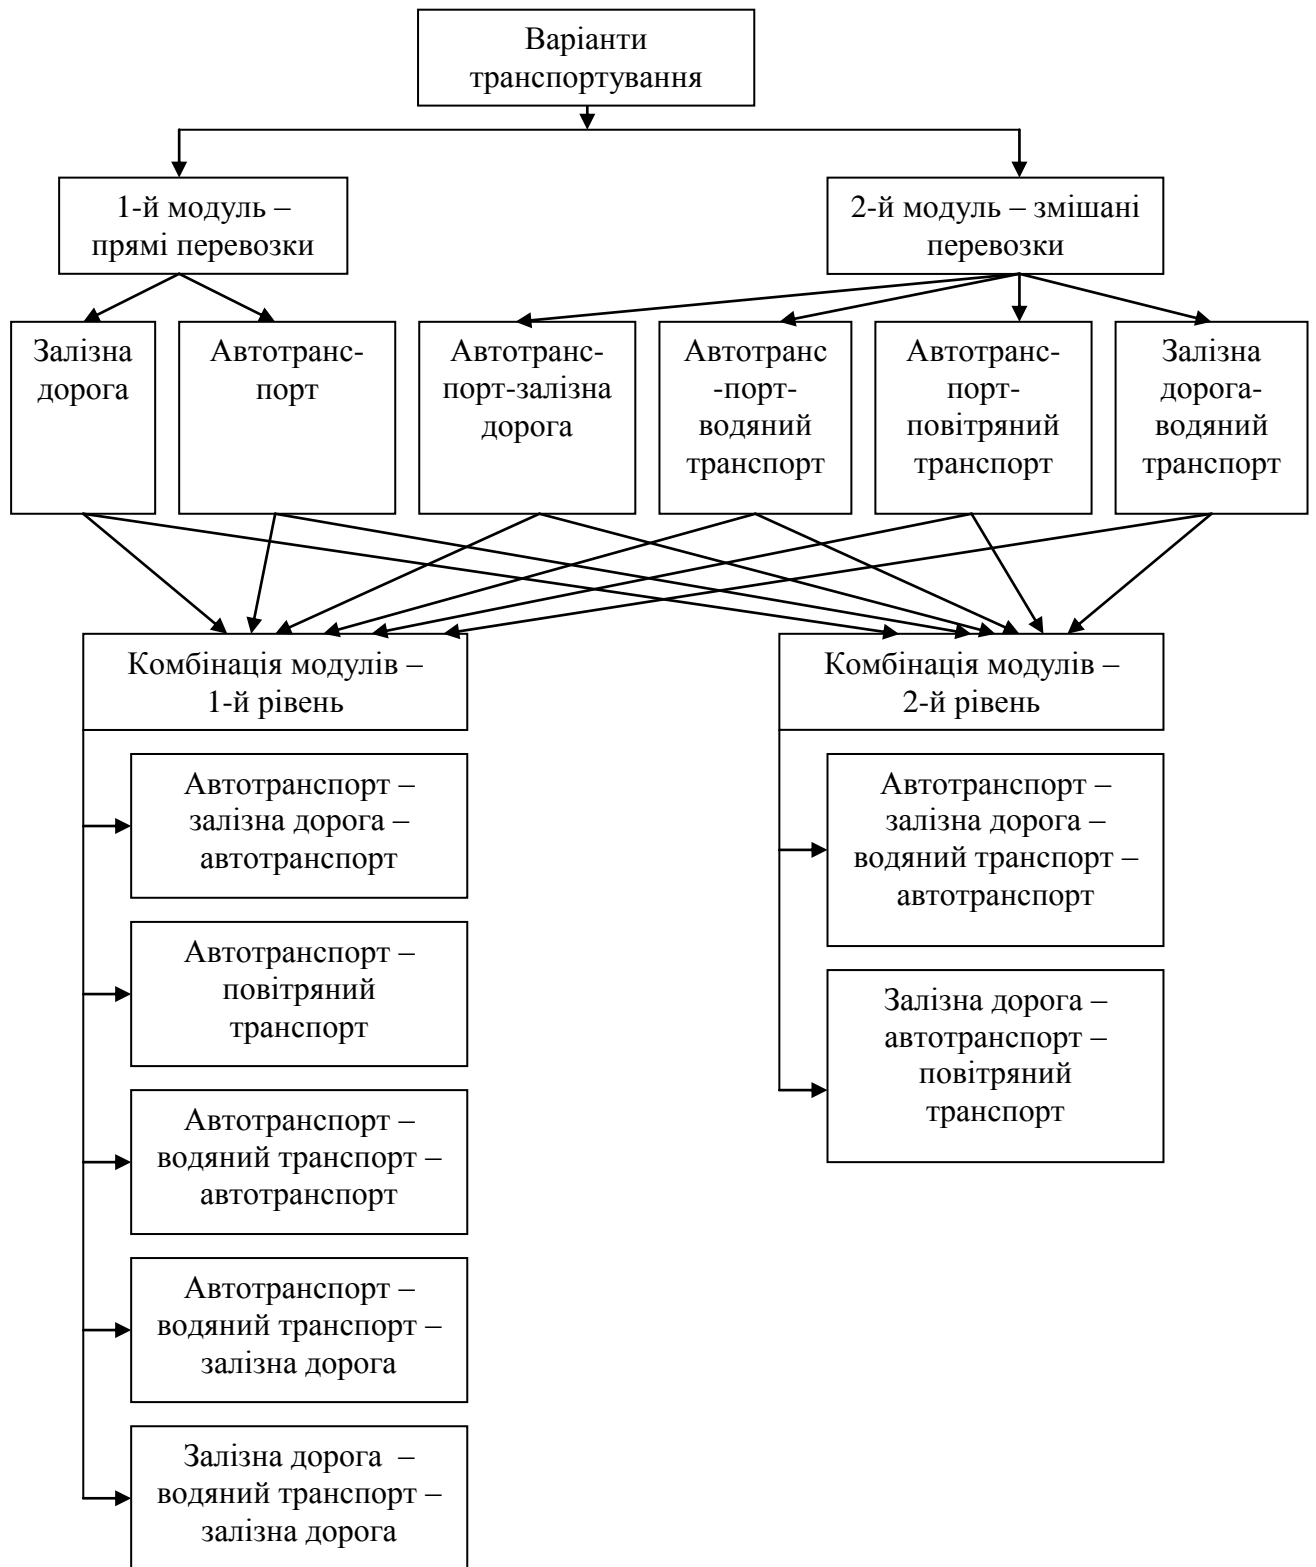 Варіанти
транспортування
1-й модуль –
прямі перевозки
2-й модуль – змішані
перевозки
Залізна
дорога
Автотранс-
порт
Автотранс-
порт-залізна
дорога
Автотранс
-порт-
водяний
транспорт
Автотранс-
порт-
повітряний
транспорт
Залізна
дорога-
водяний
транспорт
Комбінація модулів –
1-й рівень
Комбінація модулів –
2-й рівень
Автотранспорт –
залізна дорога –
автотранспорт
Автотранспорт –
повітряний
транспорт
Автотранспорт –
водяний транспорт –
автотранспорт
Автотранспорт –
водяний транспорт –
залізна дорога
Залізна дорога –
водяний транспорт –
залізна дорога
Автотранспорт –
залізна дорога –
водяний транспорт –
автотранспорт
Залізна дорога –
автотранспорт –
повітряний
транспорт